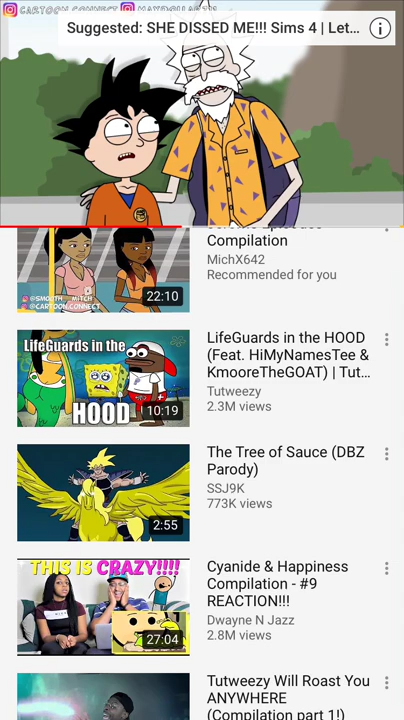 CARTOON.CONNECT
Suggested: SHE DISSED ME!!! Sims 4 | Let...
Compilation
MichX642
Recommended for you
@SMOOTH_MITCH
@CARTOON.CONNECT
22:10
LifeGuards in the
HOOD
10:19
LifeGuards in the HOOD
(Feat. HiMyNamesTee &
KmooreTheGOAT) | Tut...
Tutweezy
2.3M views
2:55
The Tree of Sauce (DBZ
Parody)
SSJ9K
773K views
THIS IS CRAZY!!!!
27:04
Cyanide & Happiness
Compilation - #9
REACTION!!!
Dwayne N Jazz
2.8M views
Tutweezy Will Roast You
ANYWHERE
(Compilation part 1!)